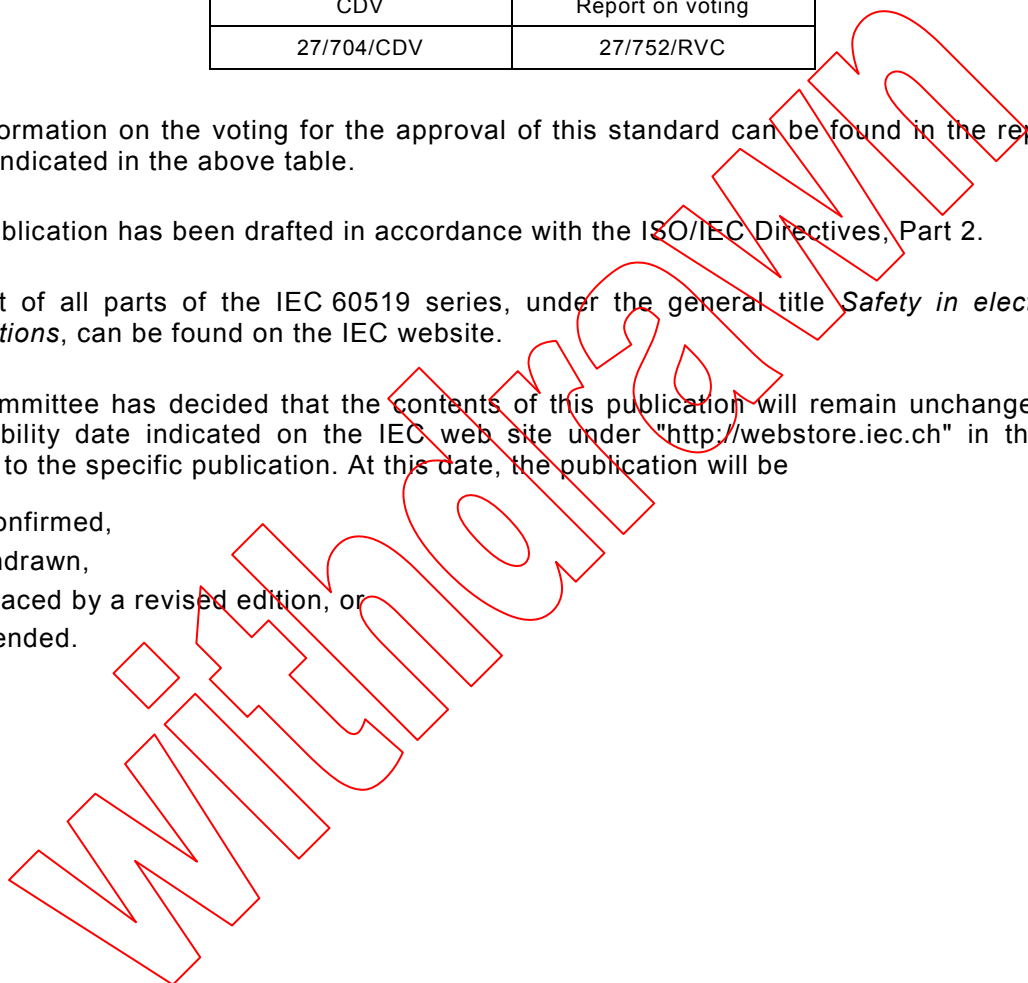 CDV Report on voting
27/704/CDV 27/752/RVC
ormation on the voting for the approval of this standard can be found in the rep
ndicated in the above table.
blication has been drafted in accordance with the ISO/IEC Directives, Part 2.
t of all parts of the IEC 60519 series, under the general title Safety in elect
tions, can be found on the IEC website.
mmittee has decided that the contents of this publication will remain unchange
bility date indicated on the IEC web site under "http://webstore.iec.ch" in th
to the specific publication. At this date, the publication will be
onfirmed,
ndrawn,
laced by a revised edition, or
ended.
withdrawn